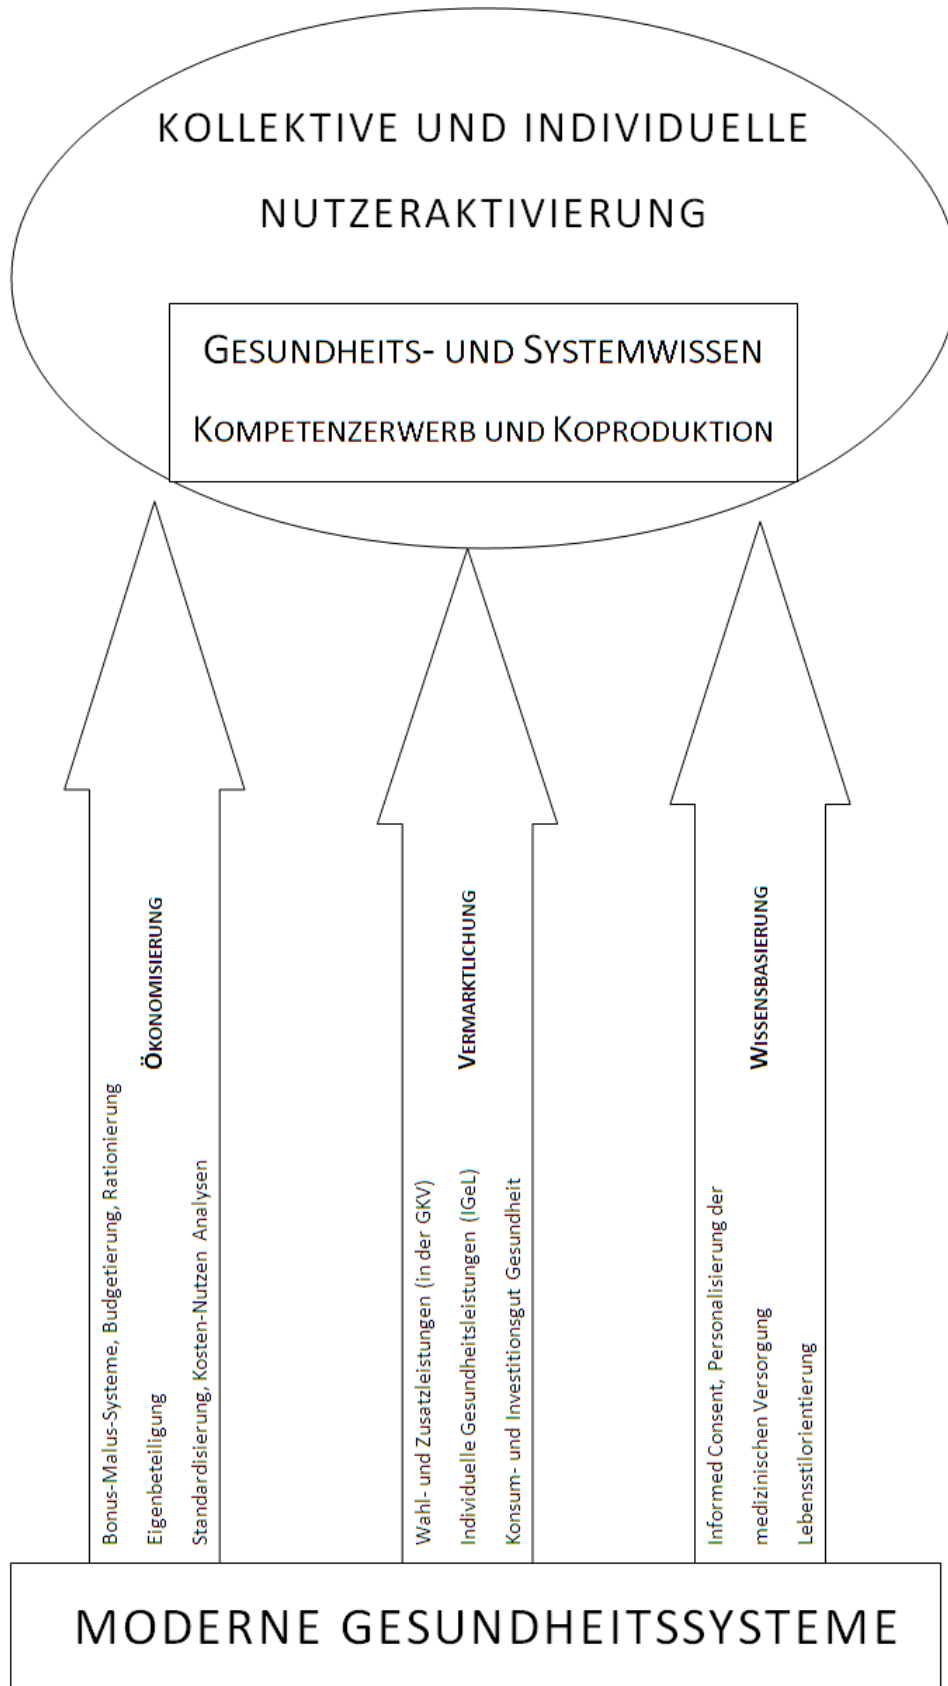 KOLLEKTIVE UND INDIVIDUELLE
NUTZERAKTIVIERUNG
GESUNDHEITS- UND SYSTEMWISSEN
KOMPETENZERWERB UND KOPRODUKTION
ÖKONOMISIERUNG
Bonus-Malus-Systeme, Budgetierung, Rationierung
Eigenbeteiligung
Standardisierung, Kosten-Nutzen Analysen
VERMARKTLICHUNG
Wahl- und Zusatzleistungen (in der GKV)
Individuelle Gesundheitsleistungen (IGeL)
Konsum- und Investitionsgut Gesundheit
WISSENSBASIERUNG
Informed Consent, Personalisierung der
medizinischen Versorgung
Lebensstilorientierung
MODERNE GESUNDHEITSSYSTEME